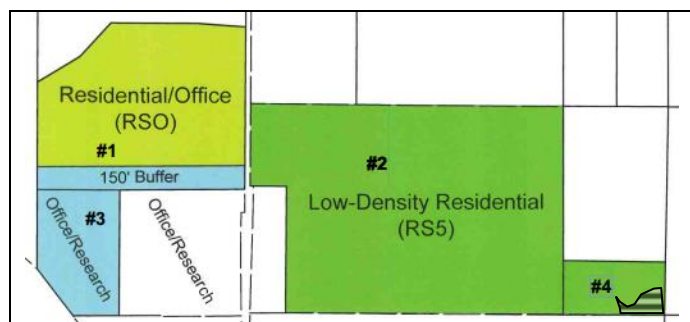 Residential/Office
(RSO)
#1
150' Buffer
#2
Low-Density Residential
(RS5)
#3
Office/Research
Office/Research
#4